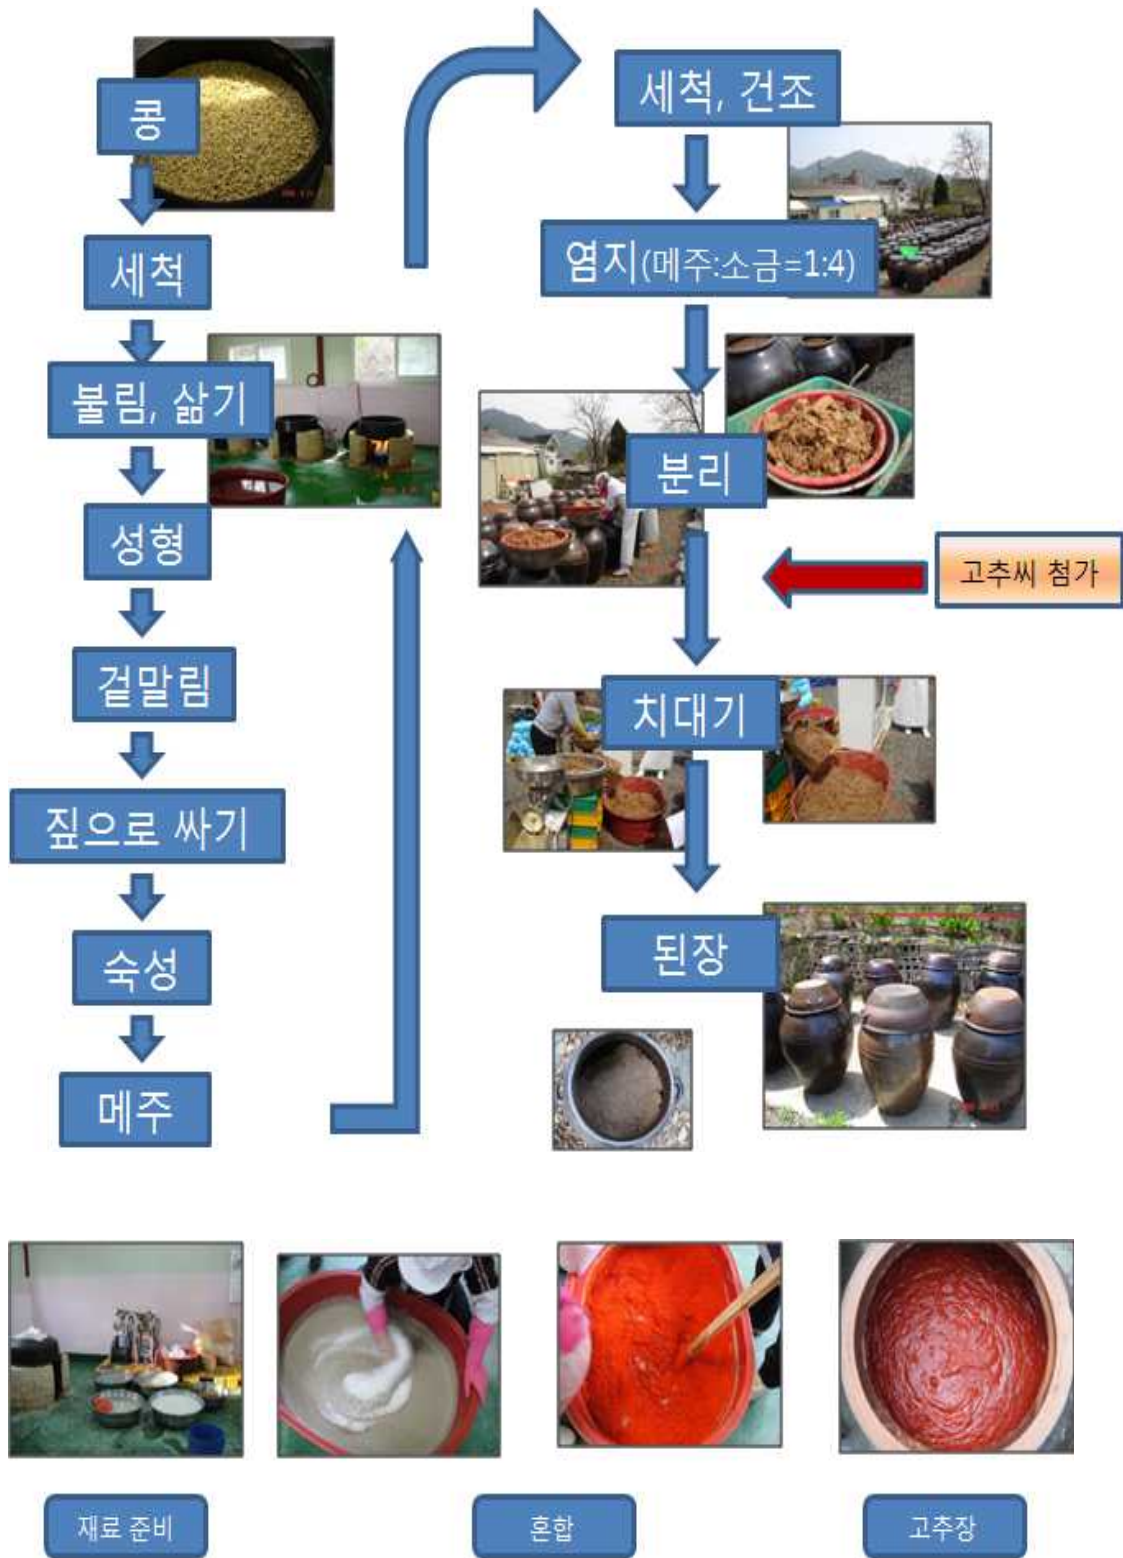 콩
세척
불림, 삶기
성형
겉말림
짚으로 싸기
숙성
메주
세척, 건조
염지(메주:소금=1:4)
분리
고추씨 첨가
치대기
된장
재료 준비
혼합
고추장